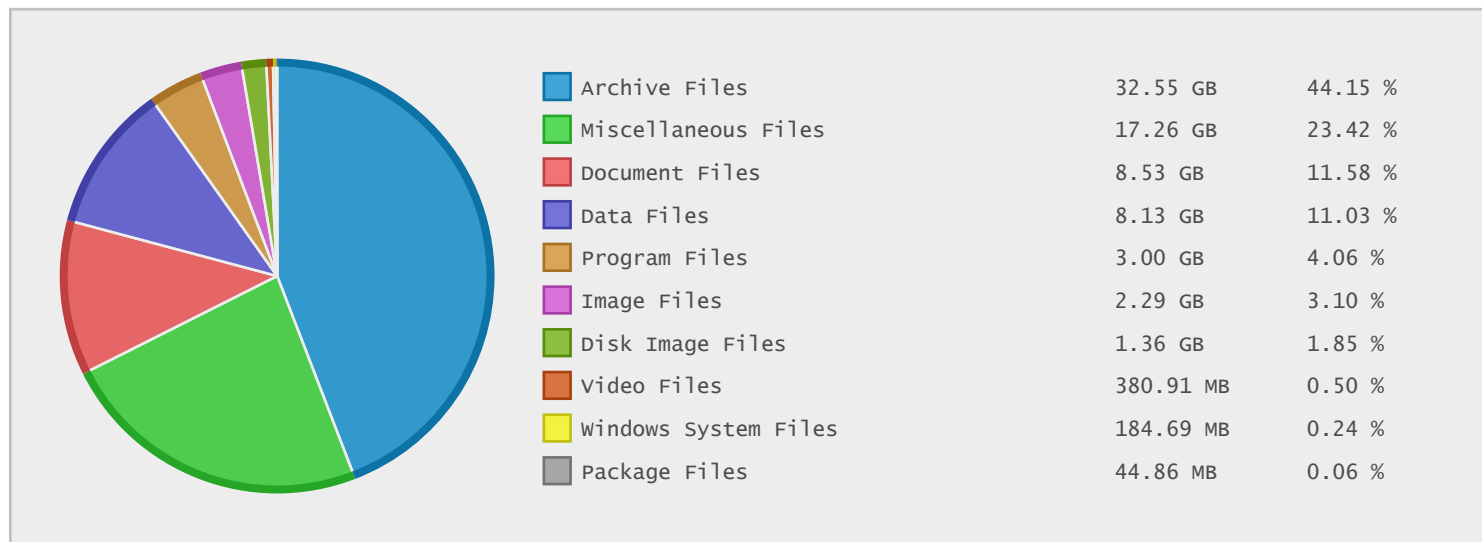 Archive Files 32.55 GB 44.15 %
Miscellaneous Files 17.26 GB 23.42 %
Document Files 8.53 GB 11.58 %
Data Files 8.13 GB 11.03 %
Program Files 3.00 GB 4.06 %
Image Files 2.29 GB 3.10 %
Disk Image Files 1.36 GB 1.85 %
Video Files 380.91 MB 0.50 %
Windows System Files 184.69 MB 0.24 %
Package Files 44.86 MB 0.06 %